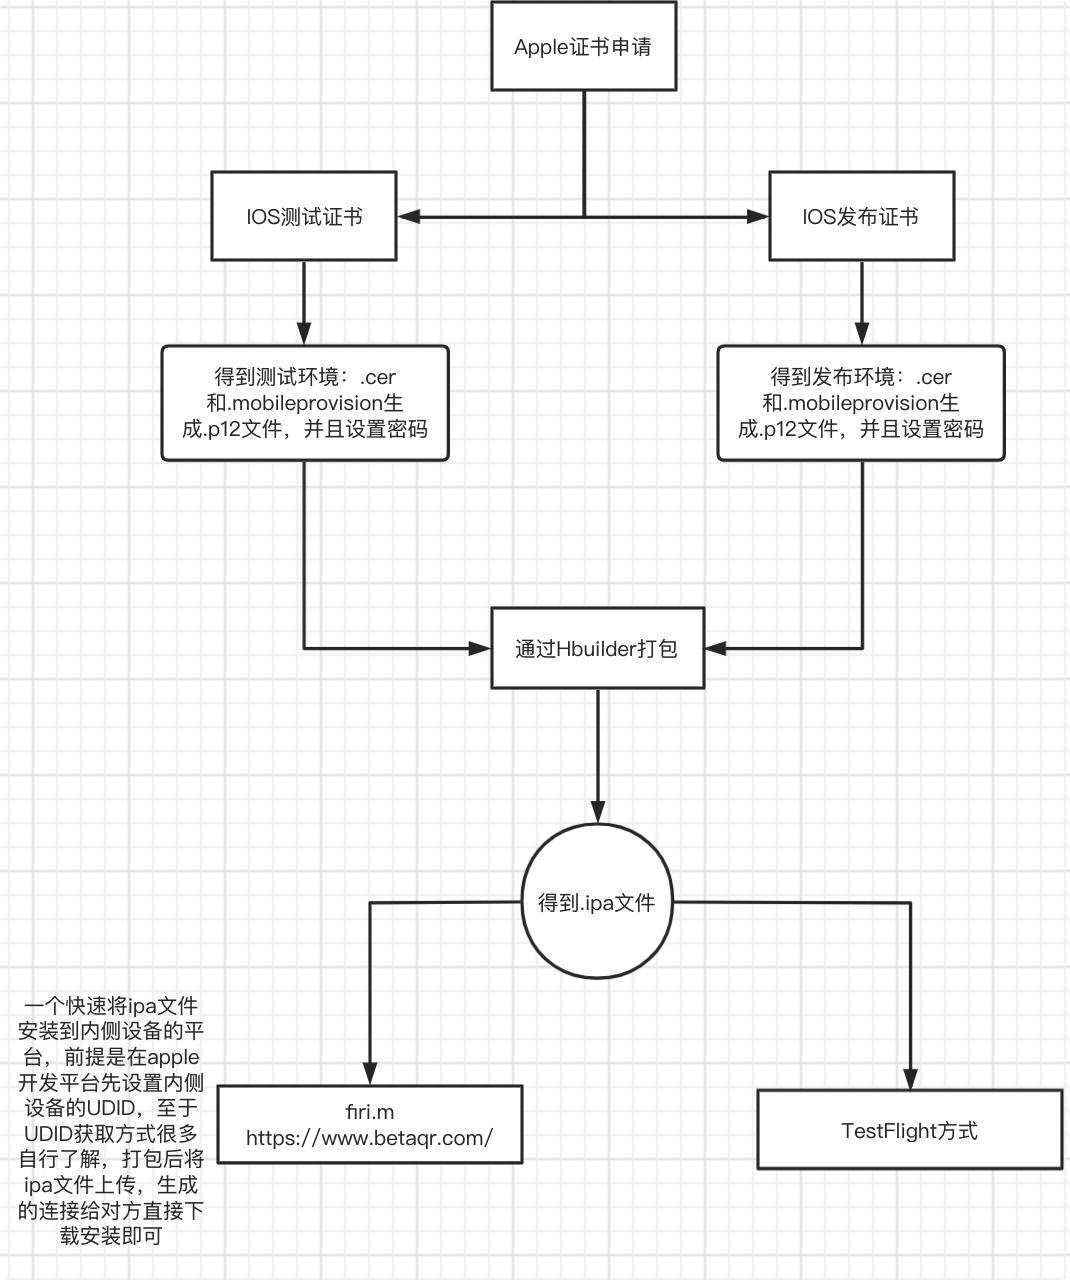 Apple证书申请
IOS测试证书
IOS发布证书
得到测试环境：.cer
和.mobileprovision生
成.p12文件，并且设置密码
得到发布环境：.cer
和.mobileprovision生
成.p12文件，并且设置密码
通过Hbuilder打包
得到.ipa文件
一个快速将ipa文件
安装到内侧设备的平
台，前提是在apple
开发平台先设置内侧
设备的UDID，至于
UDID获取方式很多
自行了解，打包后将
ipa文件上传，生成
的连接给对方直接下
载安装即可
firi.m
https://www.betaqr.com/
TestFlight方式